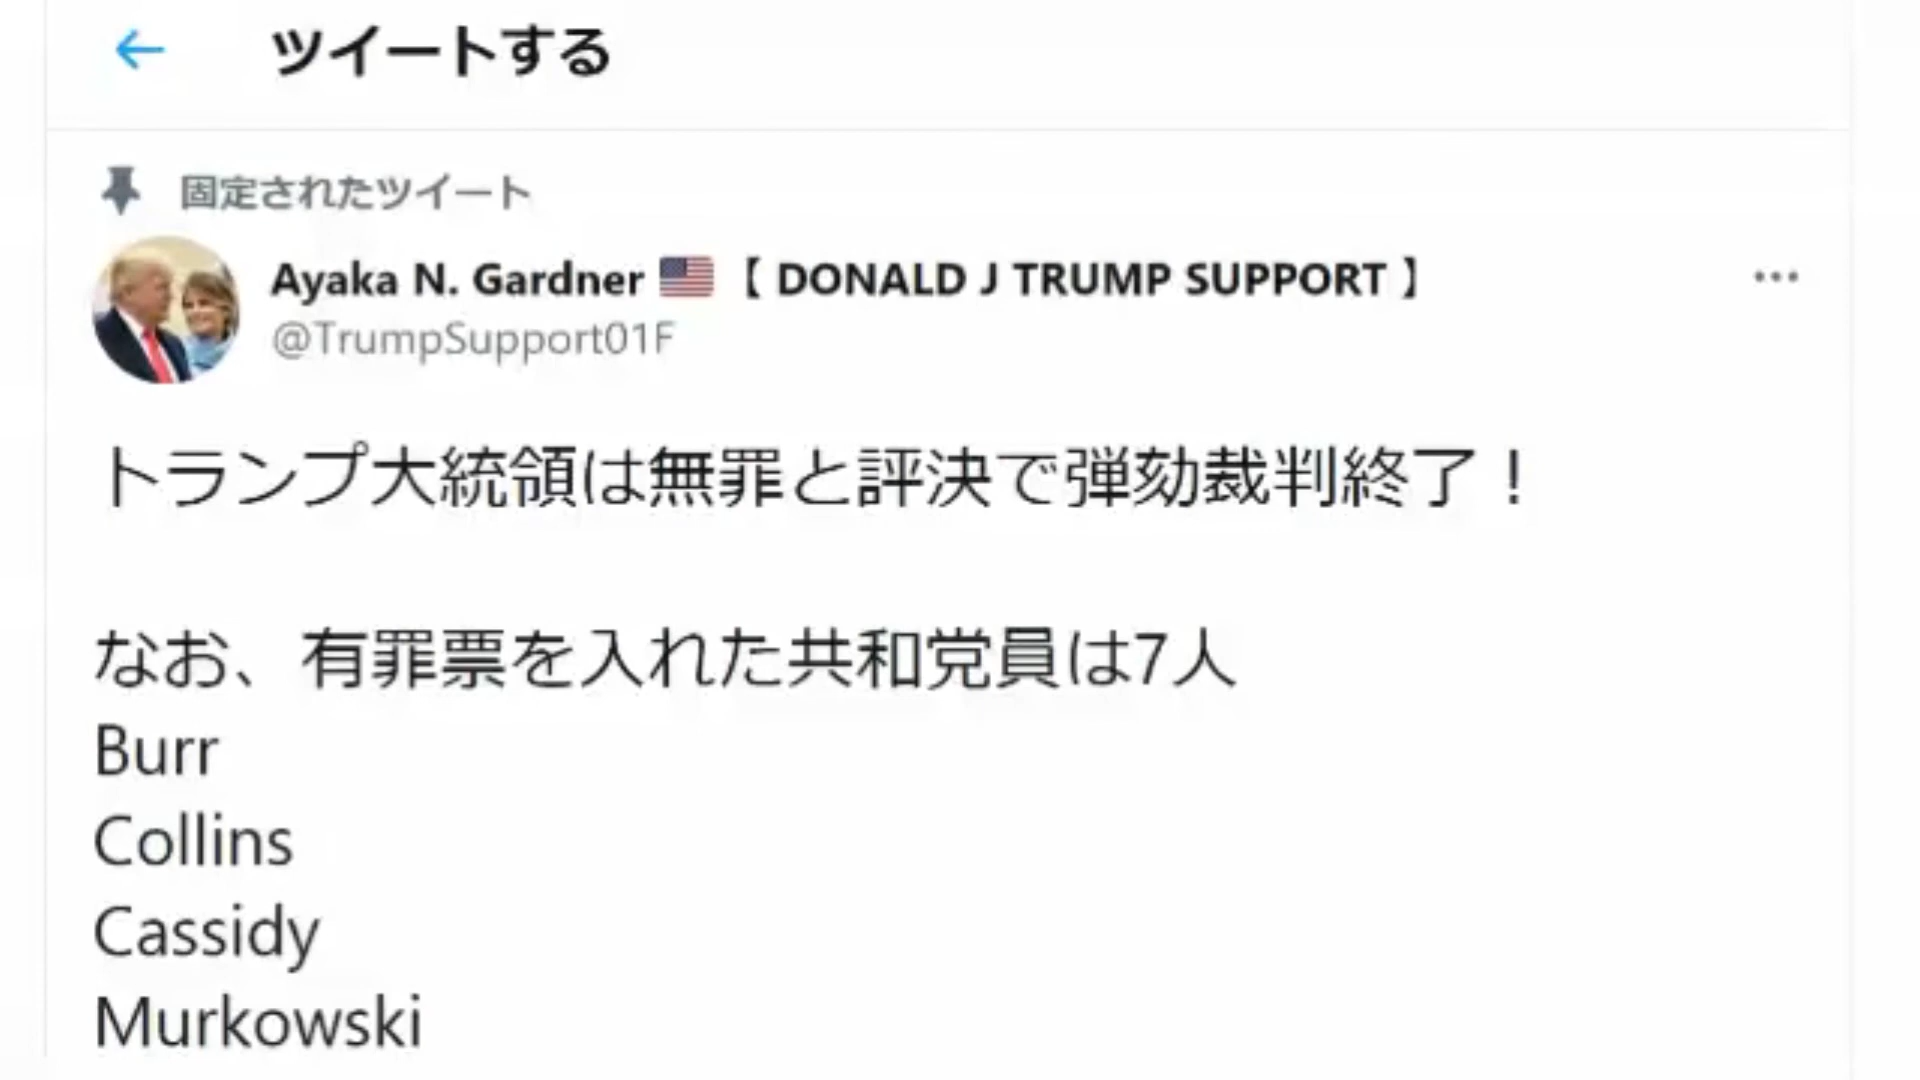 ツイートする
固定されたツイート
Ayaka N. Gardner 🇺🇸【 DONALD J TRUMP SUPPORT 】
@TrumpSupport01F
トランプ大統領は無罪と評決で弾劾裁判終了！
なお、有罪票を入れた共和党員は7人
Burr
Collins
Cassidy
Murkowski